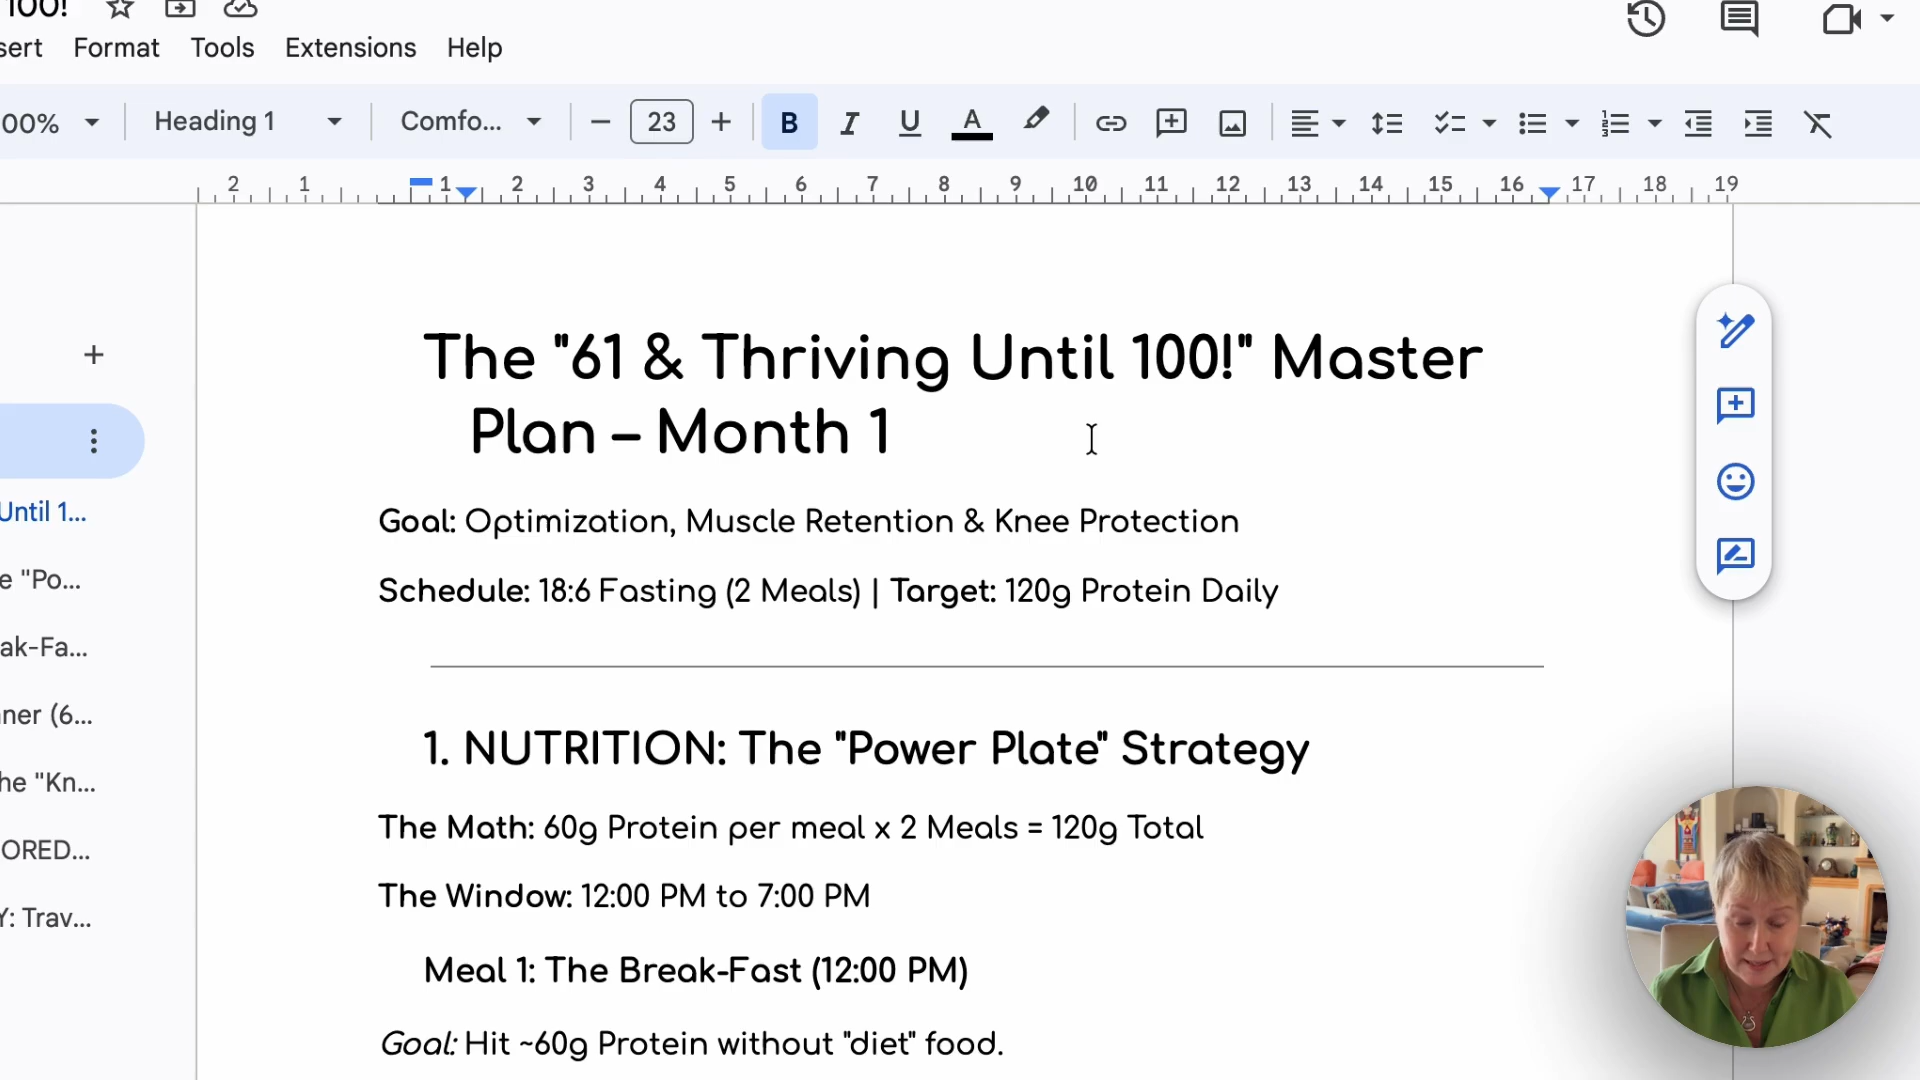 100!
sert Format Tools Extensions Help
00% Heading 1 Comfo... − 23 + B I U A
2 1 1 2 3 4 5 6 7 8 9 10 11 12 13 14 15 16 17 18 19
Until 1...
e "Po...
ak-Fa...
ner (6...
he "Kn...
ORED...
Y: Trav...
The "61 & Thriving Until 100!" Master
Plan – Month 1
Goal: Optimization, Muscle Retention & Knee Protection
Schedule: 18:6 Fasting (2 Meals) | Target: 120g Protein Daily
1. NUTRITION: The "Power Plate" Strategy
The Math: 60g Protein per meal x 2 Meals = 120g Total
The Window: 12:00 PM to 7:00 PM
Meal 1: The Break-Fast (12:00 PM)
Goal: Hit ~60g Protein without "diet" food.